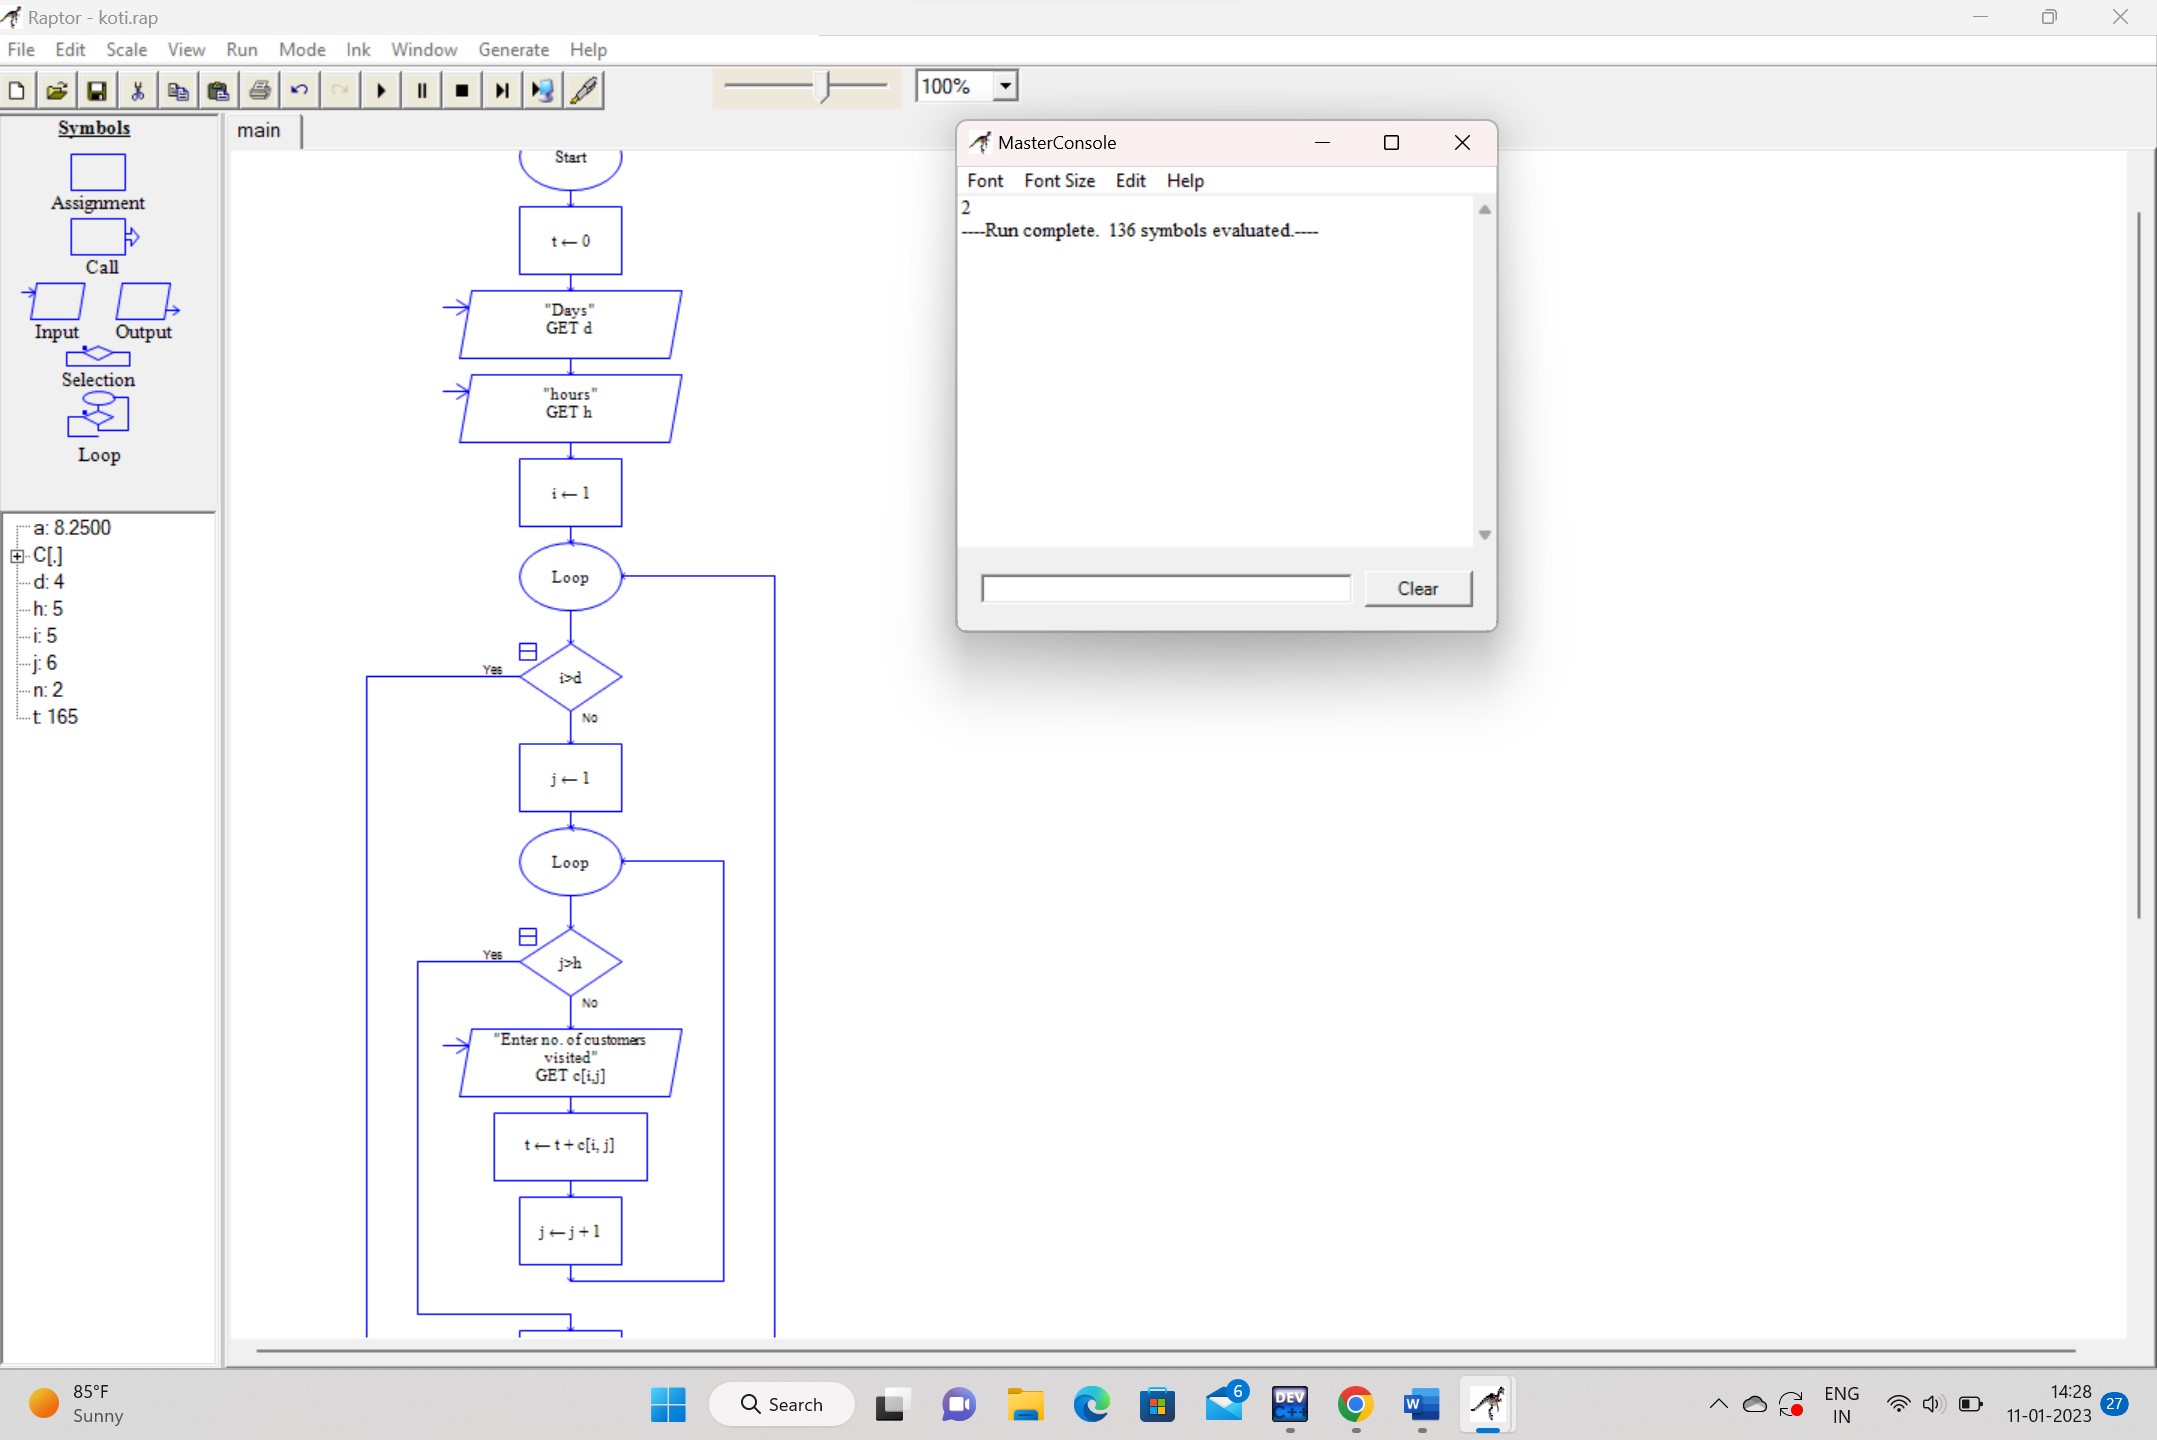 Raptor - koti.rap
File Edit Scale View Run Mode Ink Window Generate Help
100%
Symbols
Assignment
Call
Input Output
Selection
Loop
a: 8.2500
C[,]
d: 4
h: 5
i: 5
j: 6
n: 2
t: 165
main
Start
t ← 0
"Days"
GET d
"hours"
GET h
i ← 1
Loop
Yes
i>d
No
j ← 1
Loop
Yes
j>h
No
"Enter no. of customers
visited"
GET c[i,j]
t ← t + c[i, j]
j ← j + 1
MasterConsole
Font Font Size Edit Help
2
----Run complete.  136 symbols evaluated.----
Clear
85°F
Sunny
Search
6
DEV
C++
W
ENG
IN
14:28
11-01-2023
27